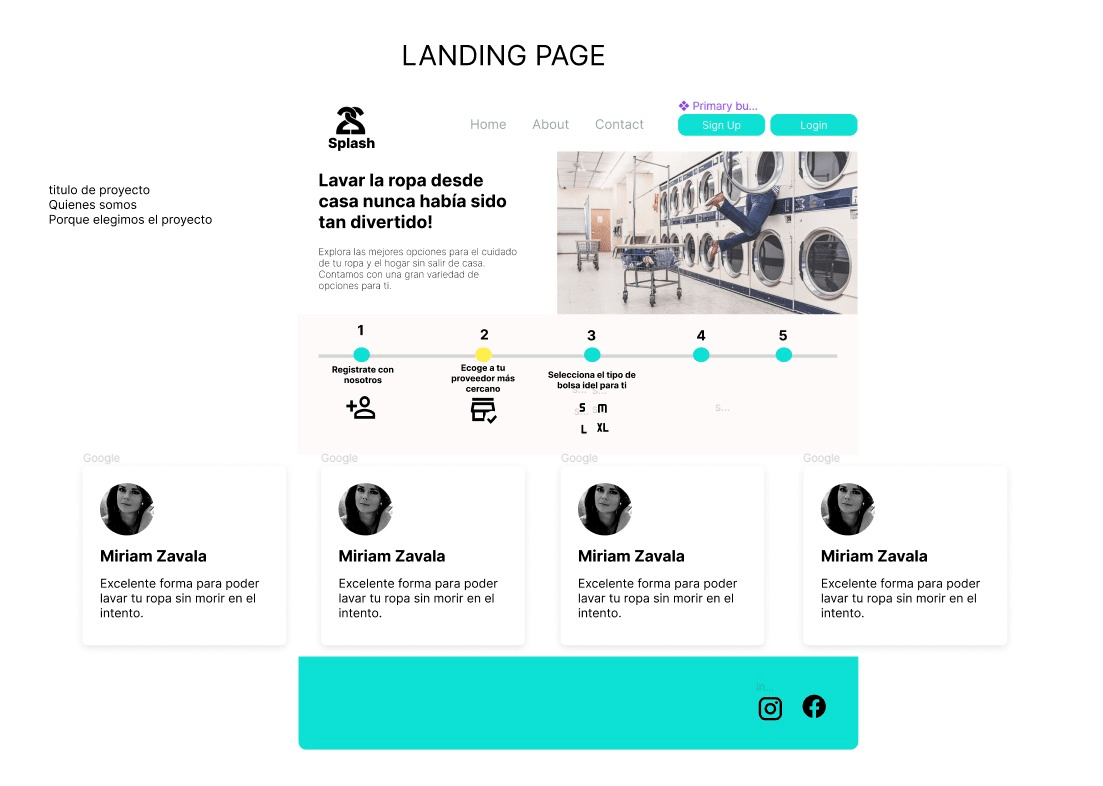 LANDING PAGE
Primary bu...
Splash
Home
About
Contact
Sign Up
Login
titulo de proyecto
Quienes somos
Porque elegimos el proyecto
Lavar la ropa desde
casa nunca había sido
tan divertido!
Explora las mejores opciones para el cuidado
de tu ropa y el hogar sin salir de casa.
Contamos con una gran variedad de
opciones para ti.
1
2
3
4
5
Registrate con
nosotros
Ecoge a tu
proveedor más
cercano
Selecciona el tipo de
bolsa idel para ti
S
M
L
XL
s...
Google
Google
Google
Google
Miriam Zavala
Excelente forma para poder
lavar tu ropa sin morir en el
intento.
Miriam Zavala
Excelente forma para poder
lavar tu ropa sin morir en el
intento.
Miriam Zavala
Excelente forma para poder
lavar tu ropa sin morir en el
intento.
Miriam Zavala
Excelente forma para poder
lavar tu ropa sin morir en el
intento.
in...